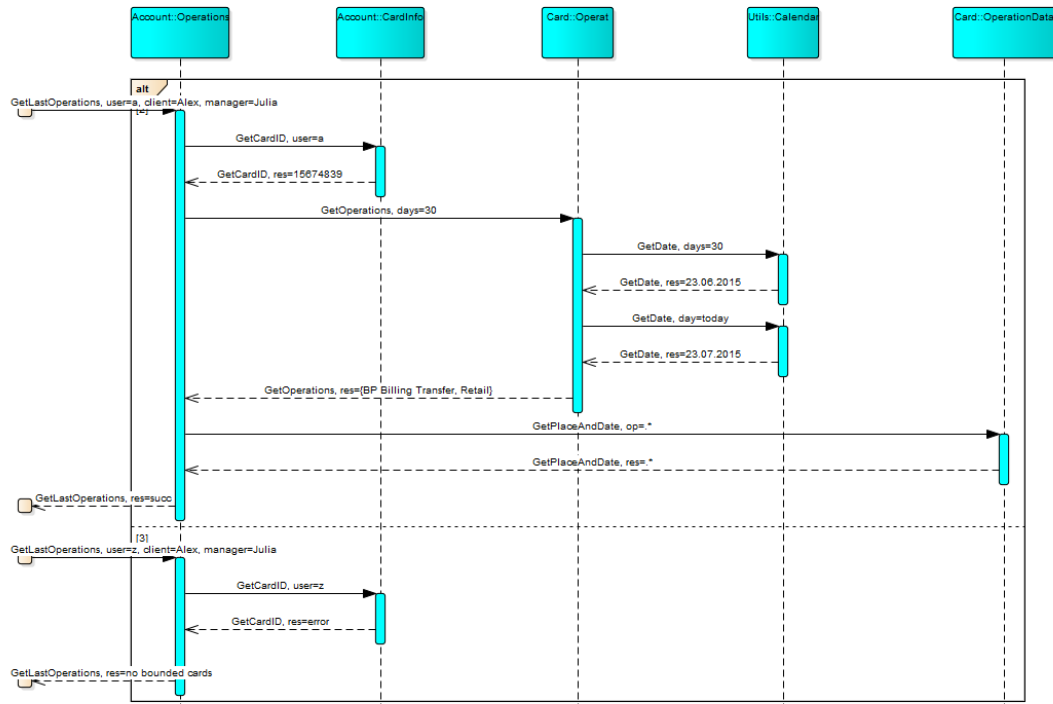 Account::Operations
Account::CardInfo
Card::Operat
Utils::Calendar
Card::OperationData
alt
GetLastOperations, user=a, client=Alex, manager=Julia
GetCardID, user=a
GetCardID, res=15674839
GetOperations, days=30
GetDate, days=30
GetDate, res=23.06.2015
GetDate, day=today
GetDate, res=23.07.2015
GetOperations, res={BP Billing Transfer, Retail}
GetPlaceAndDate, op=.*
GetPlaceAndDate, res=.*
GetLastOperations, res=succ
[3]
GetLastOperations, user=z, client=Alex, manager=Julia
GetCardID, user=z
GetCardID, res=error
GetLastOperations, res=no bounded cards